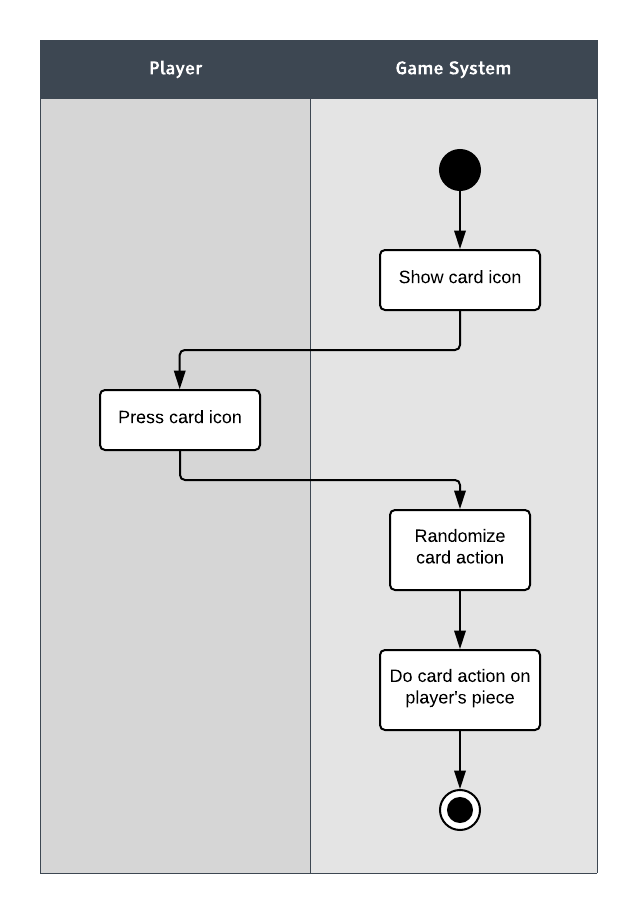 Player
Game System
Show card icon
Press card icon
Randomize
card action
Do card action on
player's piece